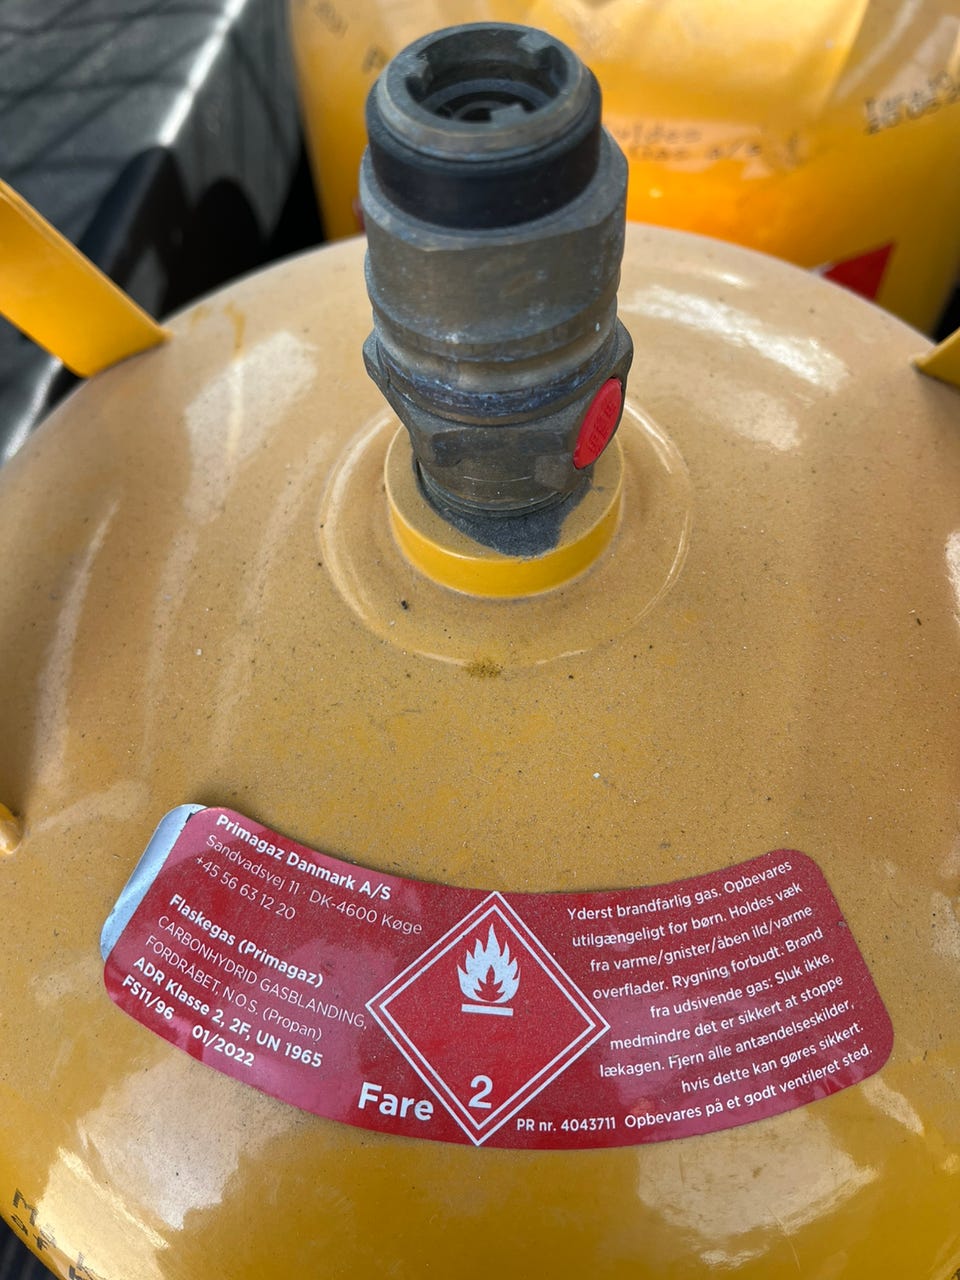 Primagaz Danmark A/S
Sandvadsvej 11 · DK-4600 Køge
+45 56 63 12 20
Flaskegas (Primagaz)
CARBONHYDRID GASBLANDING,
FORDRÅBET, N.O.S. (Propan)
ADR Klasse 2, 2F, UN 1965
FS11/96 01/2022
Fare
2
Yderst brandfarlig gas. Opbevares
utilgængeligt for børn. Holdes væk
fra varme/gnister/åben ild/varme
overflader. Rygning forbudt. Brand
fra udsivende gas: Sluk ikke,
medmindre det er sikkert at stoppe
lækagen. Fjern alle antændelseskilder,
hvis dette kan gøres sikkert.
PR nr. 4043711 Opbevares på et godt ventileret sted.